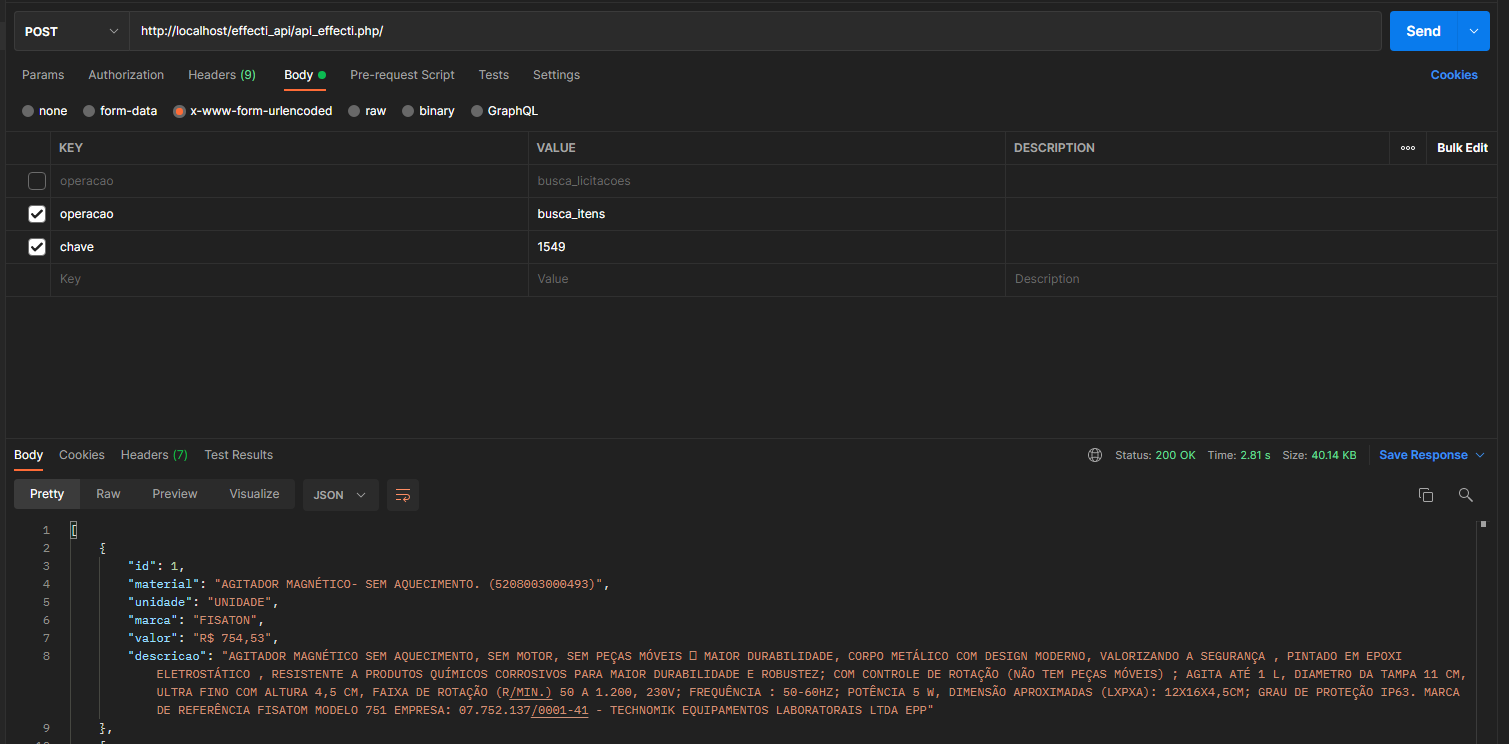 POST http://localhost/effecti_api/api_effecti.php/ Send
Params Authorization Headers (9) Body Pre-request Script Tests Settings Cookies
none form-data x-www-form-urlencoded raw binary GraphQL
KEY VALUE DESCRIPTION ooo Bulk Edit
operacao busca_licitacoes
operacao busca_itens
chave 1549
Key Value Description
Body Cookies Headers (7) Test Results Status: 200 OK Time: 2.81 s Size: 40.14 KB Save Response
Pretty Raw Preview Visualize JSON
1 [
2 {
3 "id": 1,
4 "material": "AGITADOR MAGNÉTICO- SEM AQUECIMENTO. (5208003000493)",
5 "unidade": "UNIDADE",
6 "marca": "FISATON",
7 "valor": "R$ 754,53",
8 "descricao": "AGITADOR MAGNÉTICO SEM AQUECIMENTO, SEM MOTOR, SEM PEÇAS MÓVEIS  MAIOR DURABILIDADE, CORPO METÁLICO COM DESIGN MODERNO, VALORIZANDO A SEGURANÇA , PINTADO EM EPOXI
ELETROSTÁTICO , RESISTENTE A PRODUTOS QUÍMICOS CORROSIVOS PARA MAIOR DURABILIDADE E ROBUSTEZ; COM CONTROLE DE ROTAÇÃO (NÃO TEM PEÇAS MÓVEIS) ; AGITA ATÉ 1 L, DIAMETRO DA TAMPA 11 CM,
ULTRA FINO COM ALTURA 4,5 CM, FAIXA DE ROTAÇÃO (R/MIN.) 50 A 1.200, 230V; FREQUÊNCIA : 50-60HZ; POTÊNCIA 5 W, DIMENSÃO APROXIMADAS (LXPXA): 12X16X4,5CM; GRAU DE PROTEÇÃO IP63. MARCA
DE REFERÊNCIA FISATOM MODELO 751 EMPRESA: 07.752.137/0001-41 - TECHNOMIK EQUIPAMENTOS LABORATORAIS LTDA EPP"
9 },